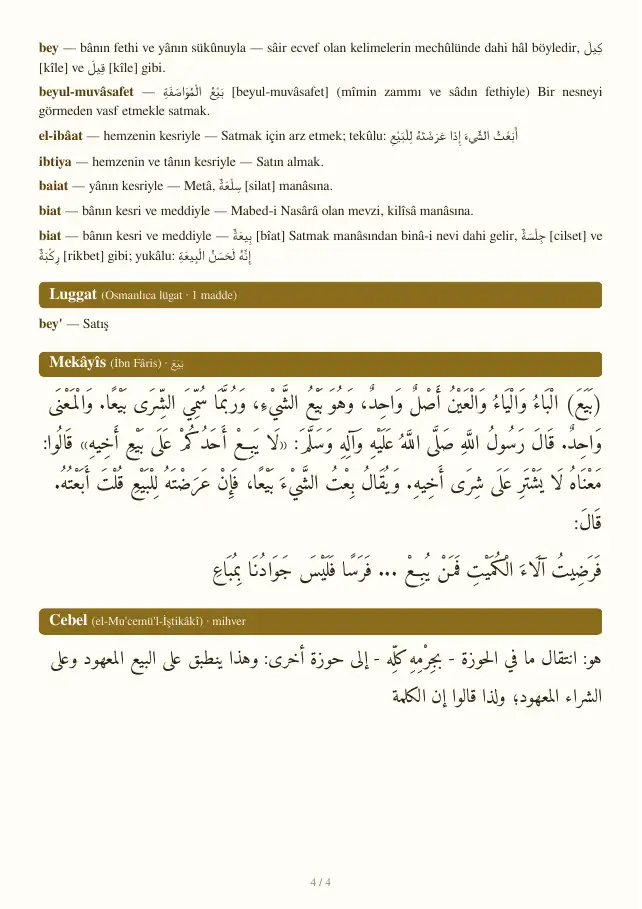 bey — bânın fethi ve yânın sükûnuyla — sâir ecvef olan kelimelerin mechûlünde dahi hâl böyledir, كِيلَ
[kîle] ve قِيلَ [kîle] gibi.
beyul-muvâsafet — بَيْعُ الْمُوَاصَفَةِ [beyul-muvâsafet] (mîmin zammı ve sâdın fethiyle) Bir nesneyi
görmeden vasf etmekle satmak.
el-ibâat — hemzenin kesriyle — Satmak için arz etmek; tekûlu: أَبَعْتُ الشَّيءَ إِذَا عَرَضْتَهُ لِلْبَيْعِ
ibtiya — hemzenin ve tânın kesriyle — Satın almak.
baiat — yânın kesriyle — Metâ, سِلْعَةٌ [silat] manâsına.
biat — bânın kesri ve meddiyle — Mabed-i Nasârâ olan mevzi, kilîsâ manâsına.
biat — bânın kesri ve meddiyle — بِيعَةٌ [bîat] Satmak manâsından binâ-i nevi dahi gelir, جِلْسَةٌ [cilset] ve
رِكْبَةٌ [rikbet] gibi; yukâlu: إِنَّهُ لَحَسَنُ الْبِيعَةِ
Luggat (Osmanlıca lügat · 1 madde)
bey' — Satış
Mekâyîs (İbn Fâris) · بَيَعَ
(بَيَعَ) الْبَاءُ وَالْيَاءُ وَالْعَيْنُ أَصْلٌ وَاحِدٌ، وَهُوَ بَيْعُ الشَّيْءِ، وَرُبَّمَا سُمِّيَ الشِّرَى بَيْعًا. وَالْمَعْنَى
وَاحِدٌ. قَالَ رَسُولُ اللَّهِ صَلَّى اللَّهُ عَلَيْهِ وَآلِهِ وَسَلَّمَ: «لَا يَبِعْ أَحَدُكُمْ عَلَى بَيْعِ أَخِيهِ» قَالُوا:
مَعْنَاهُ لَا يَشْتَرِ عَلَى شِرَى أَخِيهِ. وَيُقَالُ بِعْتُ الشَّيْءَ بَيْعًا، فَإِنْ عَرَضْتَهُ لِلْبَيْعِ قُلْتَ أَبَعْتُهُ.
قَالَ:
فَرَضِيتُ آلَاءَ الْكُمَيْتِ فَمَنْ يُبِعْ ... فَرَسًا فَلَيْسَ جَوَادُنَا بِمُبَاعِ
Cebel (el-Mu'cemü'l-İştikâkî) · mihver
هو: انتقال ما في الحوزة - بجِرْمِهِ كلِّه - إلى حوزة أخرى: وهذا ينطبق على البيع المعهود وعلى
الشراء المعهود؛ ولذا قالوا إن الكلمة
4 / 4